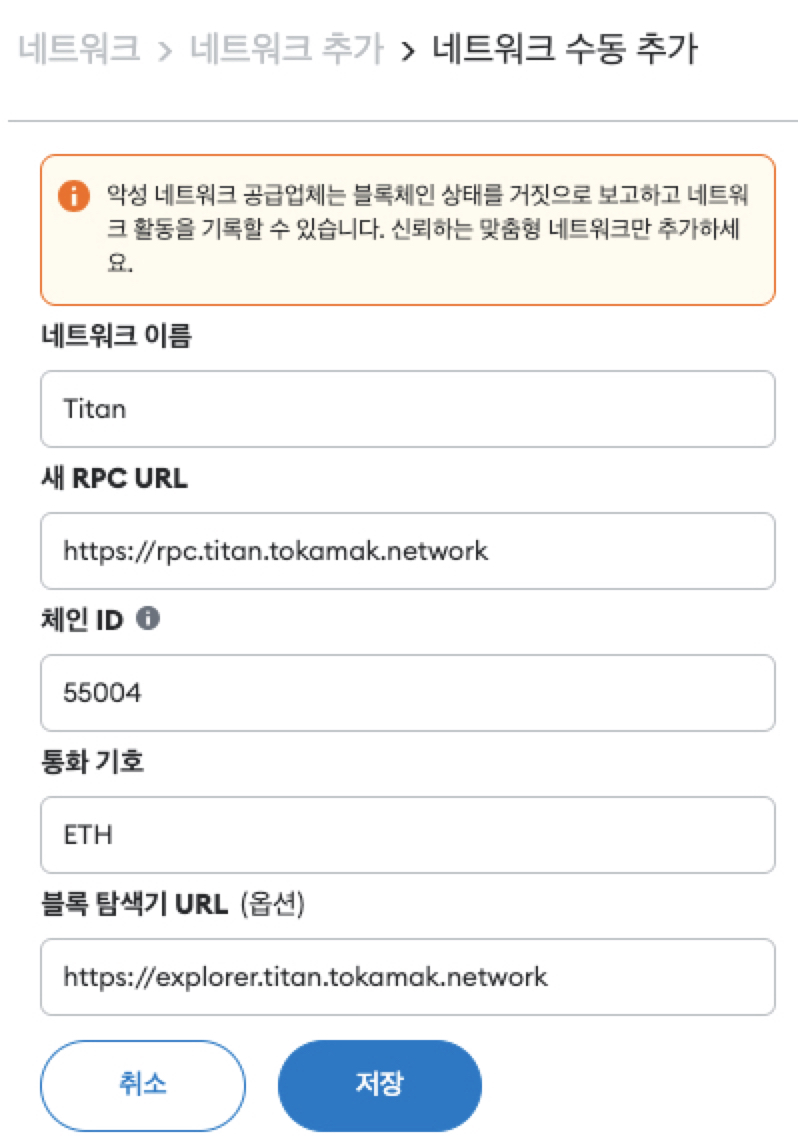 네트워크 > 네트워크 추가 > 네트워크 수동 추가
악성 네트워크 공급업체는 블록체인 상태를 거짓으로 보고하고 네트워
크 활동을 기록할 수 있습니다. 신뢰하는 맞춤형 네트워크만 추가하세
요.
네트워크 이름
Titan
새 RPC URL
https://rpc.titan.tokamak.network
체인 ID
55004
통화 기호
ETH
블록 탐색기 URL (옵션)
https://explorer.titan.tokamak.network
취소 저장